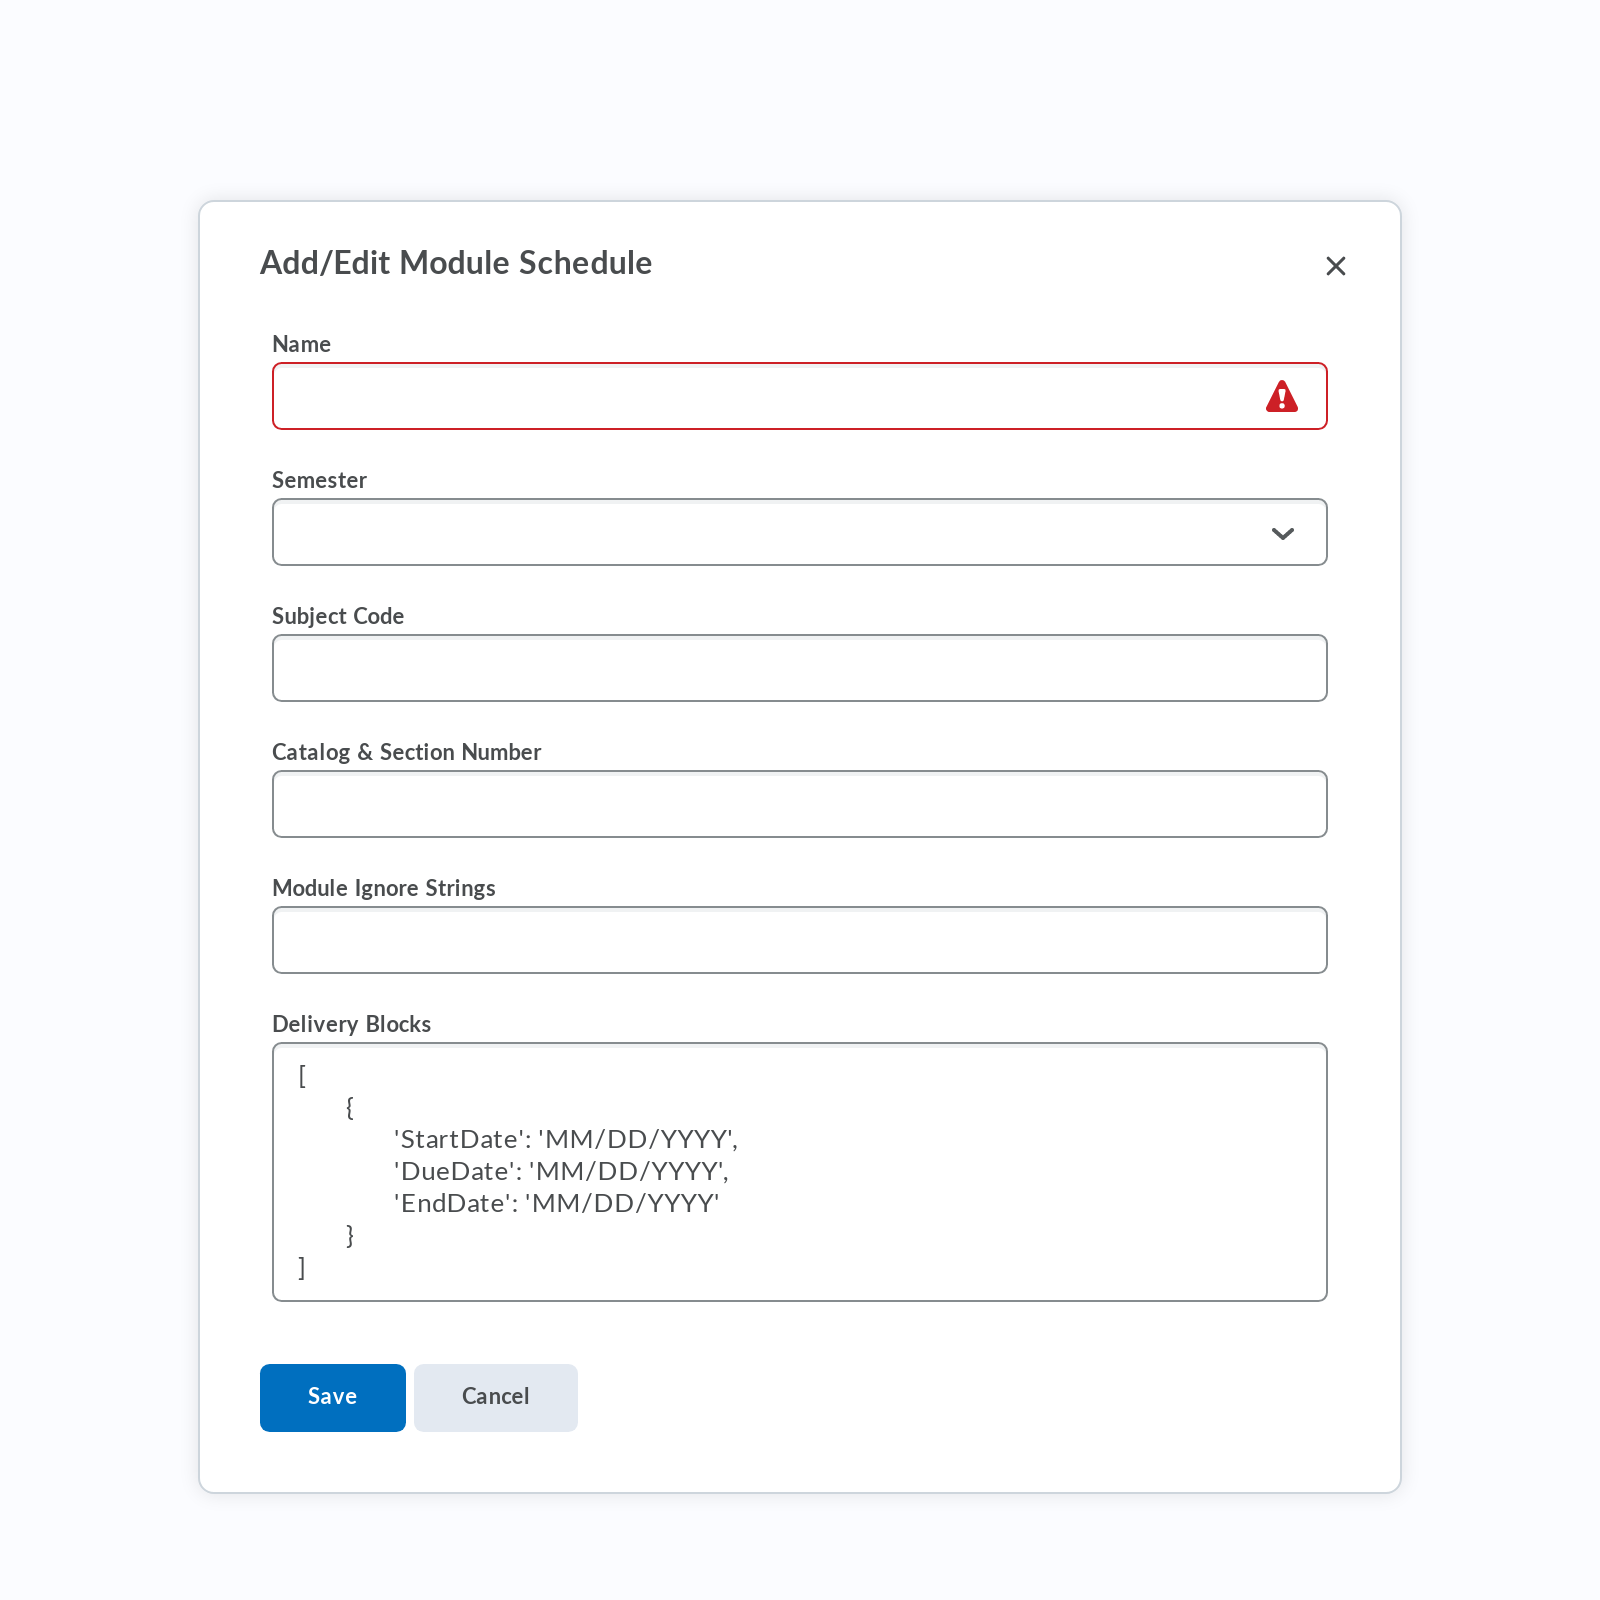 Add/Edit Module Schedule
Name
Semester
Subject Code
Catalog & Section Number
Module Ignore Strings
Delivery Blocks
[
{
'StartDate': 'MM/DD/YYYY',
'DueDate': 'MM/DD/YYYY',
'EndDate': 'MM/DD/YYYY'
}
]
Save Cancel